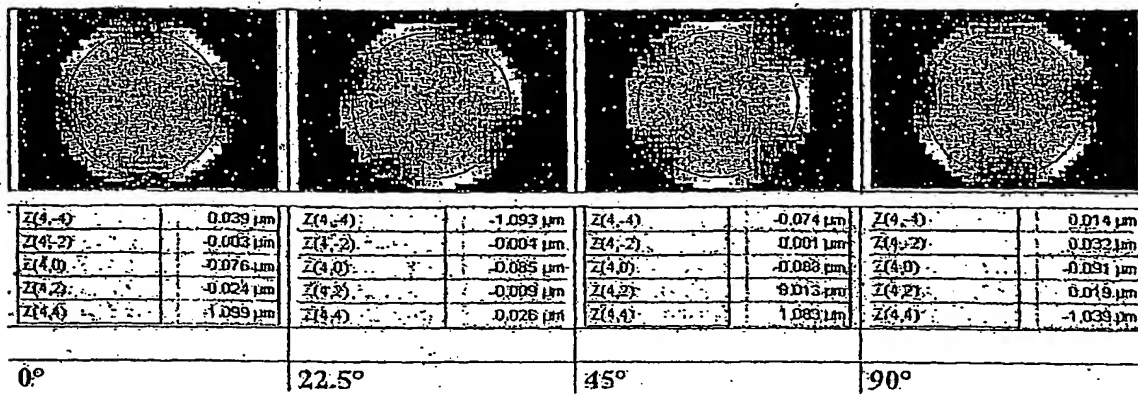 Z(4,-4) 0.039 µm Z(4,-4) -1.093 µm Z(4,-4) -0.074 µm Z(4,-4) 0.014 µm
Z(4,-2) -0.003 µm Z(4,-2) -0.004 µm Z(4,-2) 0.001 µm Z(4,-2) 0.032 µm
Z(4,0) -0.076 µm Z(4,0) -0.085 µm Z(4,0) -0.083 µm Z(4,0) -0.091 µm
Z(4,2) -0.024 µm Z(4,2) -0.009 µm Z(4,2) 0.013 µm Z(4,2) 0.019 µm
Z(4,4) -1.099 µm Z(4,4) 0.026 µm Z(4,4) 1.083 µm Z(4,4) -1.039 µm
0° 22.5° 45° 90°